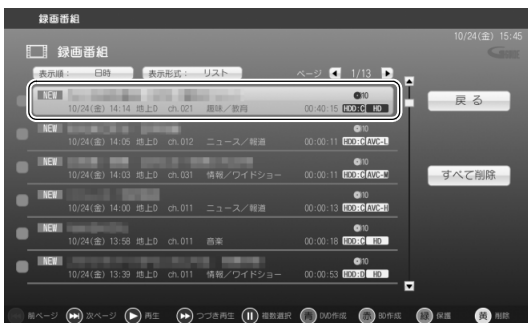 録画番組
10/24(金) 15:45
録画番組
表示順： 日時 表示形式： リスト ページ 1/13
NEW 10
10/24(金) 14:14 地上D ch.021 趣味／教育 00:40:15 HDD:C HD
戻る
NEW 10
10/24(金) 14:05 地上D ch.012 ニュース／報道 00:00:11 HDD:C AVC-L
NEW 10
10/24(金) 14:03 地上D ch.031 情報／ワイドショー 00:00:11 HDD:C AVC-M
すべて削除
NEW 10
10/24(金) 14:00 地上D ch.011 ニュース／報道 00:00:13 HDD:C AVC-H
NEW 10
10/24(金) 13:58 地上D ch.011 音楽 00:00:18 HDD:C HD
NEW 10
10/24(金) 13:39 地上D ch.011 情報／ワイドショー 00:00:53 HDD:D HD
前ページ 次ページ 再生 つづき再生 複数選択 青 DVD作成 赤 BD作成 緑 保護 黄 削除